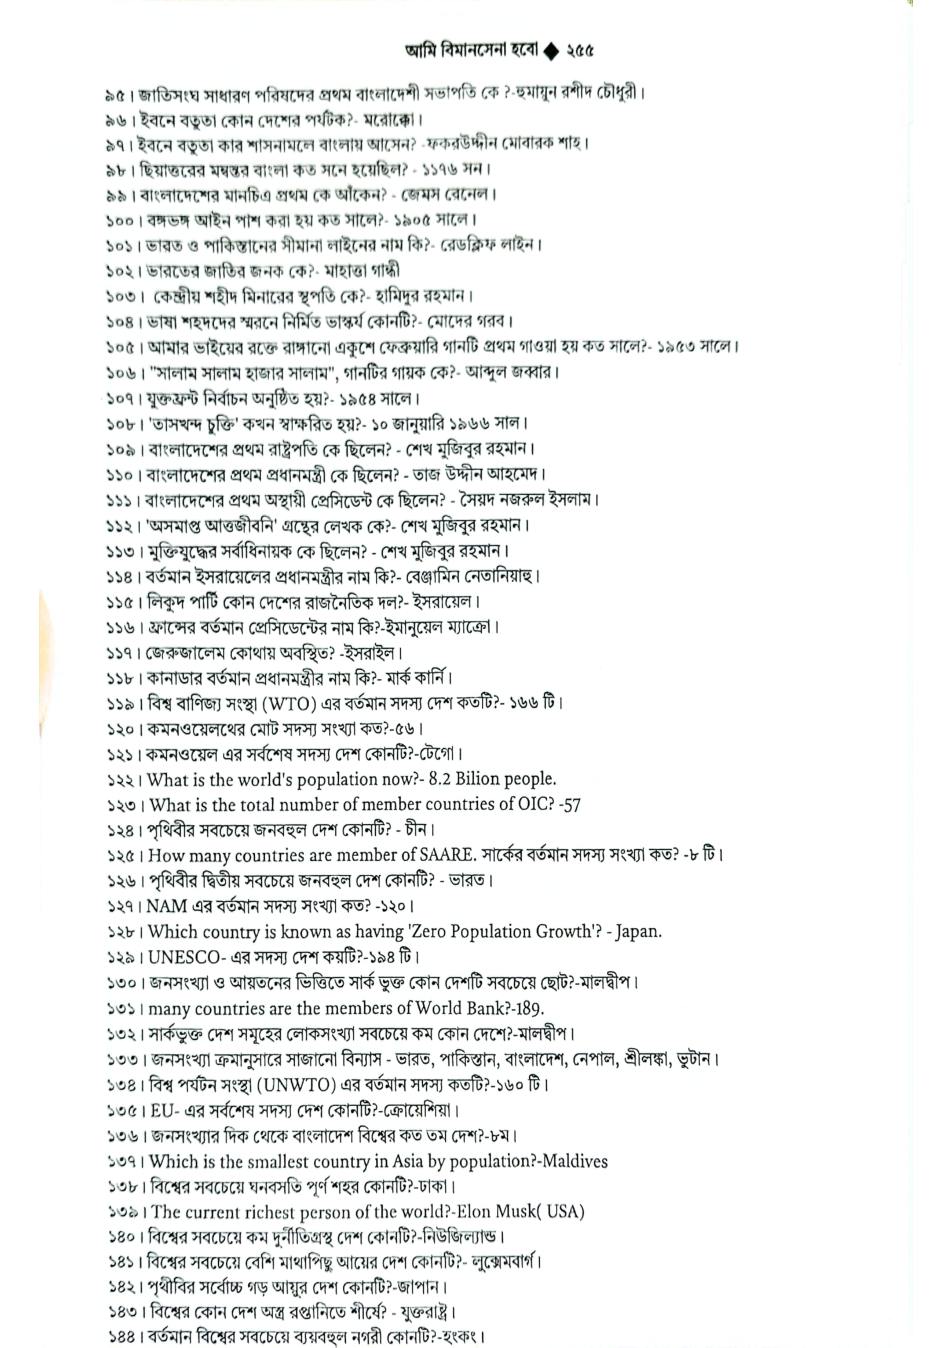 আমি বিমানসেনা হবো ◆ ২৫৫
৯৫। জাতিসংঘ সাধারণ পরিষদের প্রথম বাংলাদেশী সভাপতি কে ?-হুমায়ুন রশীদ চৌধুরী।
৯৬। ইবনে বতুতা কোন দেশের পর্যটক?- মরোক্কো।
৯৭। ইবনে বতুতা কার শাসনামলে বাংলায় আসেন? -ফকরউদ্দীন মোবারক শাহ।
৯৮। ছিয়াত্তরের মন্বন্তর বাংলা কত সনে হয়েছিল? - ১১৭৬ সন।
৯৯। বাংলাদেশের মানচিএ প্রথম কে আঁকেন? - জেমস রেনেল।
১০০। বঙ্গভঙ্গ আইন পাশ করা হয় কত সালে?- ১৯০৫ সালে।
১০১। ভারত ও পাকিস্তানের সীমানা লাইনের নাম কি?- রেডক্লিফ লাইন।
১০২। ভারতের জাতির জনক কে?- মাহাত্তা গান্ধী
১০৩। কেন্দ্রীয় শহীদ মিনারের স্থপতি কে?- হামিদুর রহমান।
১০৪। ভাষা শহদদের স্মরনে নির্মিত ভাস্কর্য কোনটি?- মোদের গরব।
১০৫। আমার ভাইয়ের রক্তে রাঙ্গানো একুশে ফেব্রুয়ারি গানটি প্রথম গাওয়া হয় কত সালে?- ১৯৫৩ সালে।
১০৬। "সালাম সালাম হাজার সালাম", গানটির গায়ক কে?- আব্দুল জব্বার।
১০৭। যুক্তফ্রন্ট নির্বাচন অনুষ্ঠিত হয়?- ১৯৫৪ সালে।
১০৮। 'তাসখন্দ চুক্তি' কখন স্বাক্ষরিত হয়?- ১০ জানুয়ারি ১৯৬৬ সাল।
১০৯। বাংলাদেশের প্রথম রাষ্ট্রপতি কে ছিলেন? - শেখ মুজিবুর রহমান।
১১০। বাংলাদেশের প্রথম প্রধানমন্ত্রী কে ছিলেন? - তাজ উদ্দীন আহমেদ।
১১১। বাংলাদেশের প্রথম অস্থায়ী প্রেসিডেন্ট কে ছিলেন? - সৈয়দ নজরুল ইসলাম।
১১২। 'অসমাপ্ত আত্তজীবনি' গ্রন্থের লেখক কে?- শেখ মুজিবুর রহমান।
১১৩। মুক্তিযুদ্ধের সর্বাধিনায়ক কে ছিলেন? - শেখ মুজিবুর রহমান।
১১৪। বর্তমান ইসরায়েলের প্রধানমন্ত্রীর নাম কি?- বেঞ্জামিন নেতানিয়াহু।
১১৫। লিকুদ পার্টি কোন দেশের রাজনৈতিক দল?- ইসরায়েল।
১১৬। ফ্রান্সের বর্তমান প্রেসিডেন্টের নাম কি?-ইমানুয়েল ম্যাক্রো।
১১৭। জেরুজালেম কোথায় অবস্থিত? -ইসরাইল।
১১৮। কানাডার বর্তমান প্রধানমন্ত্রীর নাম কি?- মার্ক কার্নি।
১১৯। বিশ্ব বাণিজ্য সংস্থা (WTO) এর বর্তমান সদস্য দেশ কতটি?- ১৬৬ টি।
১২০। কমনওয়েলথের মোট সদস্য সংখ্যা কত?-৫৬।
১২১। কমনওয়েল এর সর্বশেষ সদস্য দেশ কোনটি?-টেগো।
১২২। What is the world's population now?- 8.2 Bilion people.
১২৩। What is the total number of member countries of OIC? -57
১২৪। পৃথিবীর সবচেয়ে জনবহুল দেশ কোনটি? - চীন।
১২৫। How many countries are member of SAARE. সার্কের বর্তমান সদস্য সংখ্যা কত? -৮ টি।
১২৬। পৃথিবীর দ্বিতীয় সবচেয়ে জনবহুল দেশ কোনটি? - ভারত।
১২৭। NAM এর বর্তমান সদস্য সংখ্যা কত? -১২০।
১২৮। Which country is known as having 'Zero Population Growth'? - Japan.
১২৯। UNESCO- এর সদস্য দেশ কয়টি?-১৯৪ টি।
১৩০। জনসংখ্যা ও আয়তনের ভিত্তিতে সার্ক ভুক্ত কোন দেশটি সবচেয়ে ছোট?-মালদ্বীপ।
১৩১। many countries are the members of World Bank?-189.
১৩২। সার্কভুক্ত দেশ সমূহের লোকসংখ্যা সবচেয়ে কম কোন দেশে?-মালদ্বীপ।
১৩৩। জনসংখ্যা ক্রমানুসারে সাজানো বিন্যাস - ভারত, পাকিস্তান, বাংলাদেশ, নেপাল, শ্রীলঙ্কা, ভুটান।
১৩৪। বিশ্ব পর্যটন সংস্থা (UNWTO) এর বর্তমান সদস্য কতটি?-১৬০ টি।
১৩৫। EU- এর সর্বশেষ সদস্য দেশ কোনটি?-ক্রোয়েশিয়া।
১৩৬। জনসংখ্যার দিক থেকে বাংলাদেশ বিশ্বের কত তম দেশ?-৮ম।
১৩৭। Which is the smallest country in Asia by population?-Maldives
১৩৮। বিশ্বের সবচেয়ে ঘনবসতি পূর্ণ শহর কোনটি?-ঢাকা।
১৩৯। The current richest person of the world?-Elon Musk( USA)
১৪০। বিশ্বের সবচেয়ে কম দুর্নীতিগ্রস্থ দেশ কোনটি?-নিউজিল্যান্ড।
১৪১। বিশ্বের সবচেয়ে বেশি মাথাপিছু আয়ের দেশ কোনটি?- লুক্সেমবার্গ।
১৪২। পৃথীবির সর্বোচ্চ গড় আয়ুর দেশ কোনটি?-জাপান।
১৪৩। বিশ্বের কোন দেশ অস্ত্র রপ্তানিতে শীর্ষে? - যুক্তরাষ্ট্র।
১৪৪। বর্তমান বিশ্বের সবচেয়ে ব্যয়বহুল নগরী কোনটি?-হংকং।